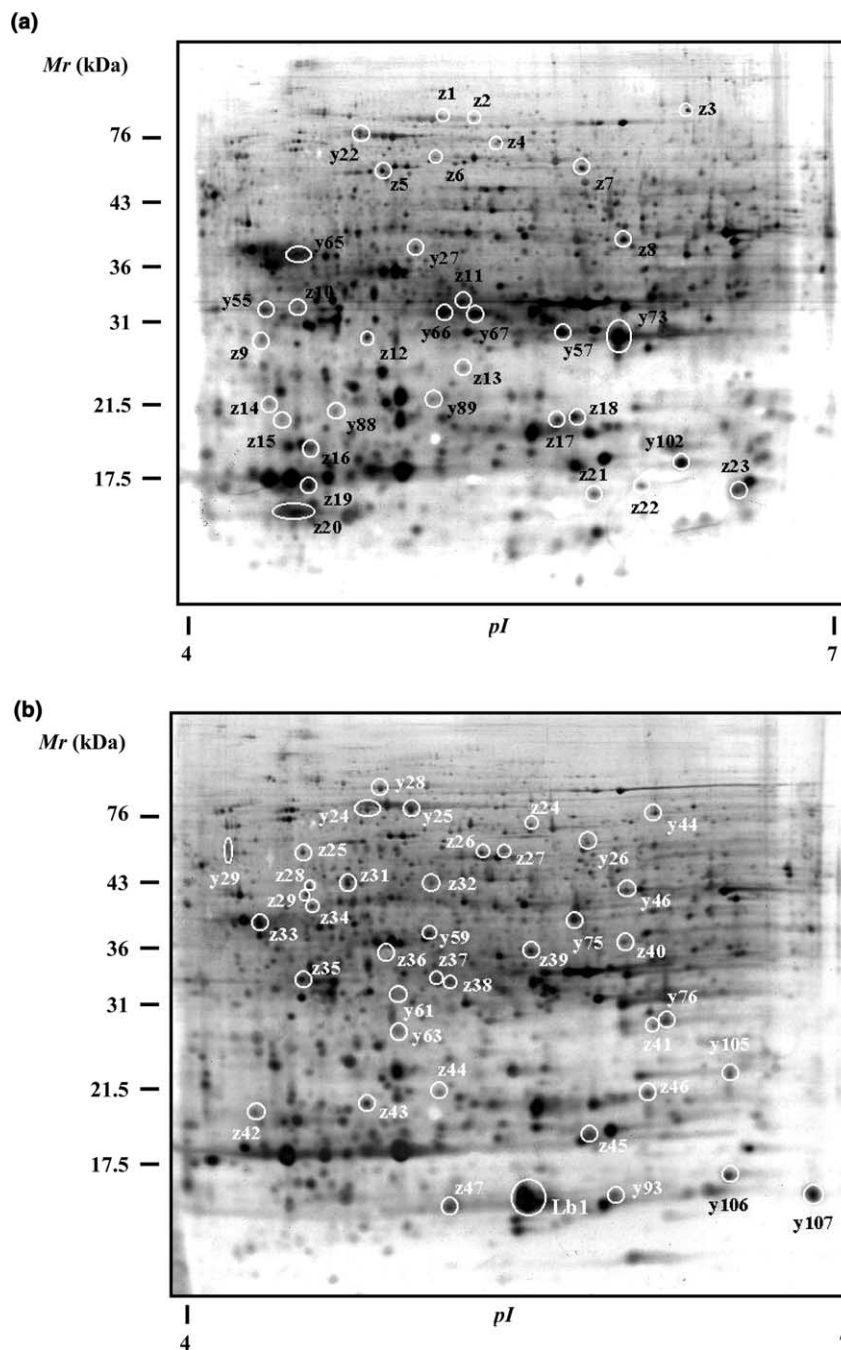 (a)
Mr (kDa)
z1 z2 z3
76
y22 z4
z5 z6 z7
43
y65 y27 z8
36
z11
y55 z10
y66 y67 y73
31
z9 z12 y57
z13
21.5
z14 y88 y89 z18
z15 z17
z16 y102
17.5
z19 z21 z22 z23
z20
4 pI 7
(b)
Mr (kDa)
y28
76
y24 y25 z24 y44
z25 z26 z27 y26
y29
43
z28 z31 z32 y46
z29 z34
z33 y59 y75
36
z36 z37 z39 z40
z35 z38
31
y61 y76
y63 z41 y105
z44
21.5
z46
z42 z43 z45
17.5
z47 Lb1 y93 y106 y107
4 pI